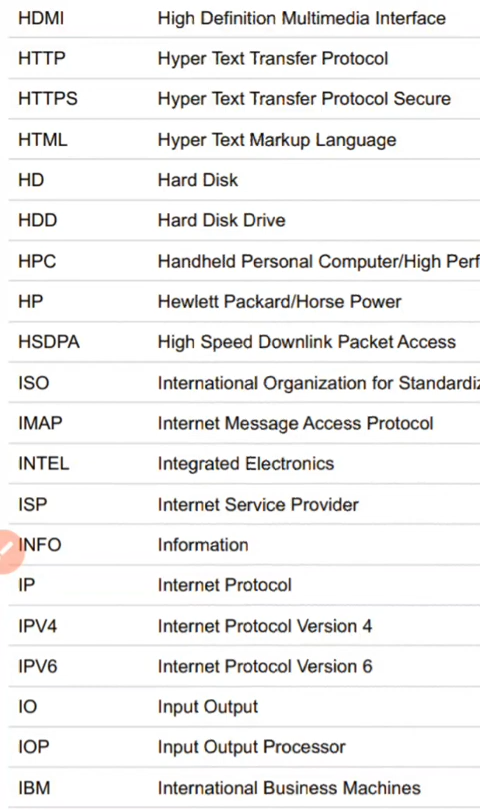 HDMI High Definition Multimedia Interface
HTTP Hyper Text Transfer Protocol
HTTPS Hyper Text Transfer Protocol Secure
HTML Hyper Text Markup Language
HD Hard Disk
HDD Hard Disk Drive
HPC Handheld Personal Computer/High Perf
HP Hewlett Packard/Horse Power
HSDPA High Speed Downlink Packet Access
ISO International Organization for Standardiz
IMAP Internet Message Access Protocol
INTEL Integrated Electronics
ISP Internet Service Provider
INFO Information
IP Internet Protocol
IPV4 Internet Protocol Version 4
IPV6 Internet Protocol Version 6
IO Input Output
IOP Input Output Processor
IBM International Business Machines